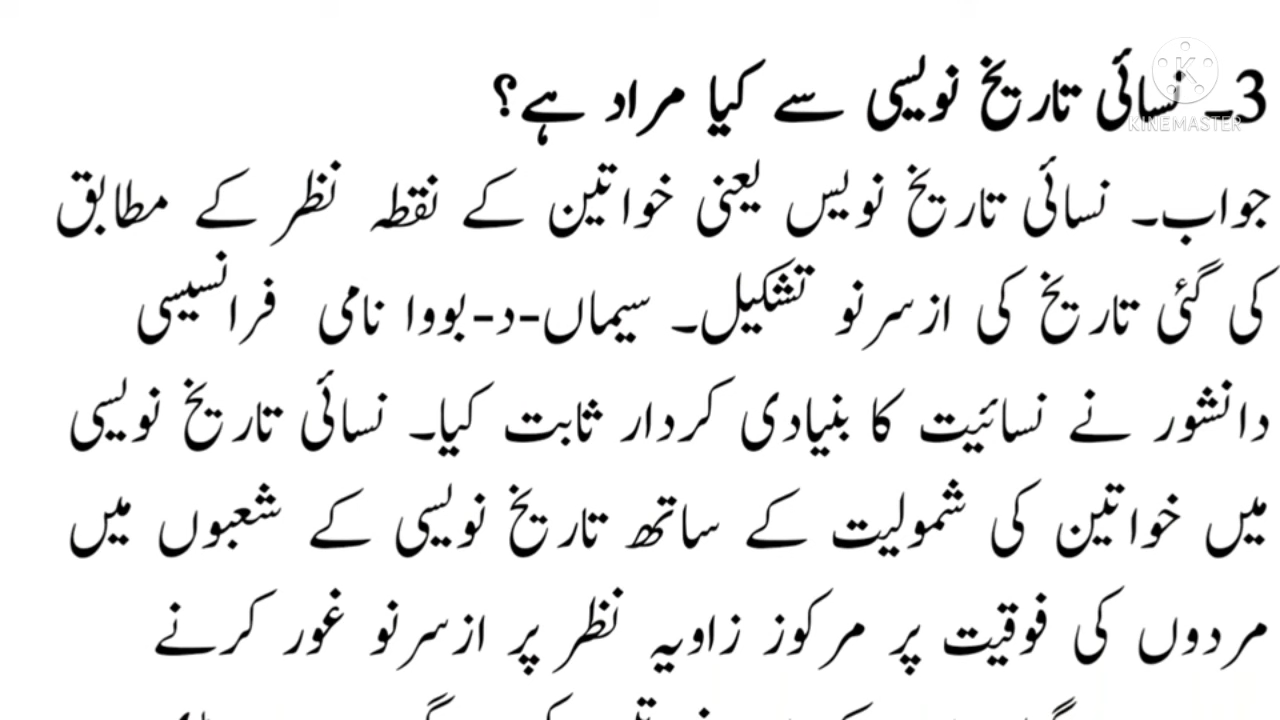 3۔ نسائی تاریخ نویسی سے کیا مراد ہے؟
KINEMASTER
جواب۔ نسائی تاریخ نویس یعنی خواتین کے نقطہ نظر کے مطابق
کی گئی تاریخ کی ازسرنو تشکیل۔ سیماں-د-بووا نامی فرانسیسی
دانشور نے نسائیت کا بنیادی کردار ثابت کیا۔ نسائی تاریخ نویسی
میں خواتین کی شمولیت کے ساتھ تاریخ نویسی کے شعبوں میں
مردوں کی فوقیت پر مرکوز زاویہ نظر پر ازسرنو غور کرنے